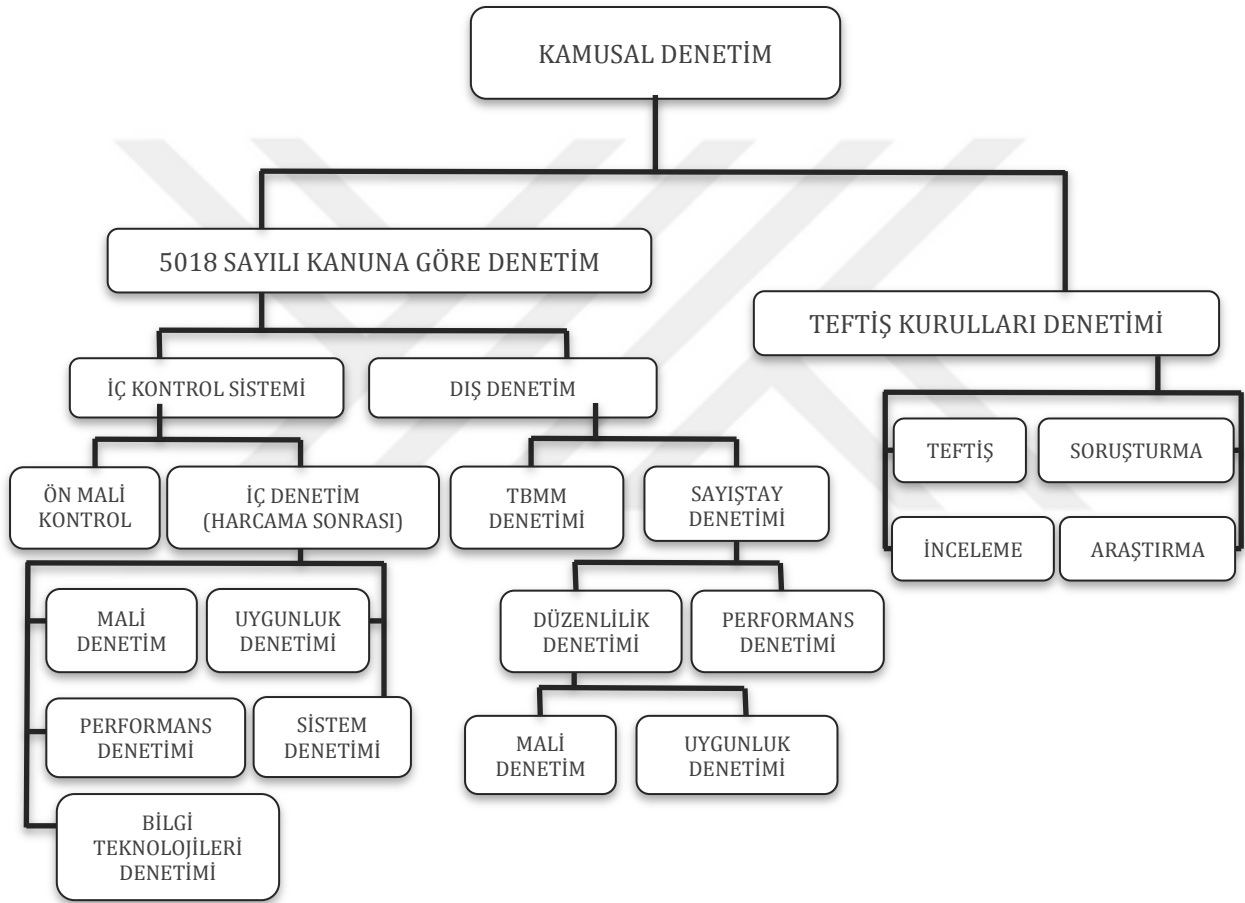 KAMUSAL DENETİM
5018 SAYILI KANUNA GÖRE DENETİM
TEFTİŞ KURULLARI DENETİMİ
İÇ KONTROL SİSTEMİ
DIŞ DENETİM
TEFTİŞ
SORUŞTURMA
İNCELEME
ARAŞTIRMA
ÖN MALİ
KONTROL
İÇ DENETİM
(HARCAMA SONRASI)
TBMM
DENETİMİ
SAYIŞTAY
DENETİMİ
MALİ
DENETİM
UYGUNLUK
DENETİMİ
DÜZENLİLİK
DENETİMİ
PERFORMANS
DENETİMİ
PERFORMANS
DENETİMİ
SİSTEM
DENETİMİ
MALİ
DENETİM
UYGUNLUK
DENETİMİ
BİLGİ
TEKNOLOJİLERİ
DENETİMİ